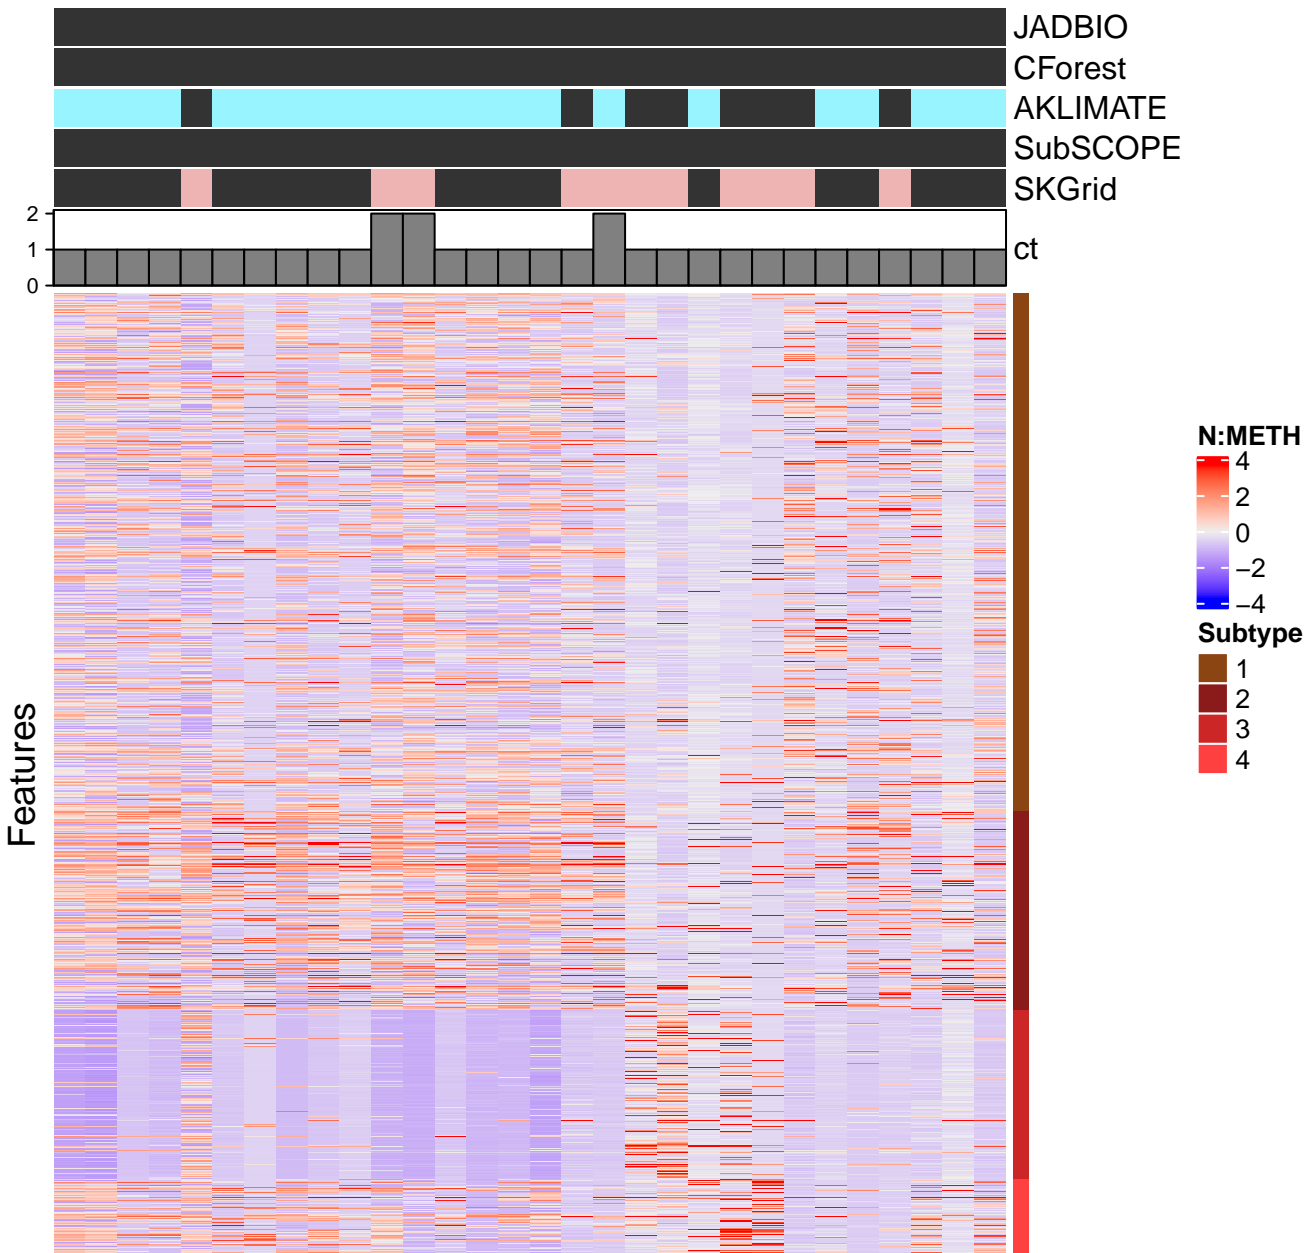 JADBIO
CForest
AKLIMATE
SubSCOPE
SKGrid
2
1
0
ct
Features
N:METH
4
2
0
−2
−4
Subtype
1
2
3
4